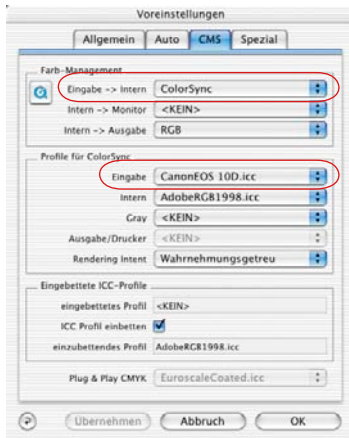 Voreinstellungen
Allgemein Auto CMS Spezial
Farb-Management
Eingabe -> Intern ColorSync
Intern -> Monitor <KEIN>
Intern -> Ausgabe RGB
Profile für ColorSync
Eingabe CanonEOS 10D.icc
Intern AdobeRGB1998.icc
Gray <KEIN>
Ausgabe/Drucker <KEIN>
Rendering Intent Wahrnehmungsgetreu
Eingebettete ICC-Profile
eingebettetes Profil <KEIN>
ICC Profil einbetten
einzubettendes Profil AdobeRGB1998.icc
Plug & Play CMYK EuroscaleCoated.icc
Übernehmen Abbruch OK